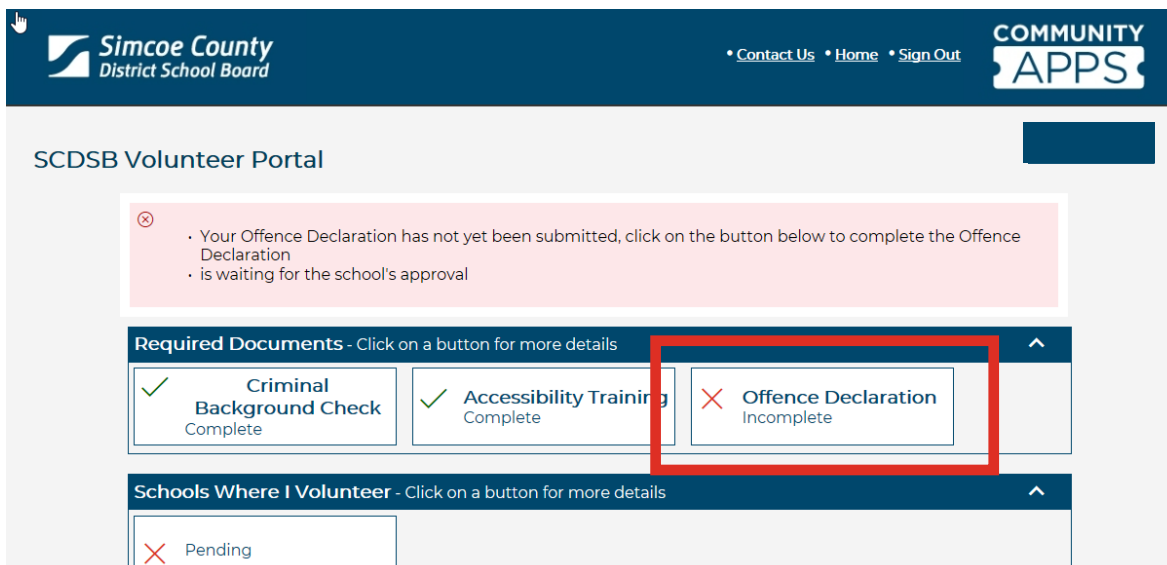 Simcoe County
District School Board
• Contact Us • Home • Sign Out
COMMUNITY
APPS
SCDSB Volunteer Portal
• Your Offence Declaration has not yet been submitted, click on the button below to complete the Offence
Declaration
• is waiting for the school's approval
Required Documents - Click on a button for more details
Criminal
Background Check
Complete
Accessibility Training
Complete
Offence Declaration
Incomplete
Schools Where I Volunteer - Click on a button for more details
Pending